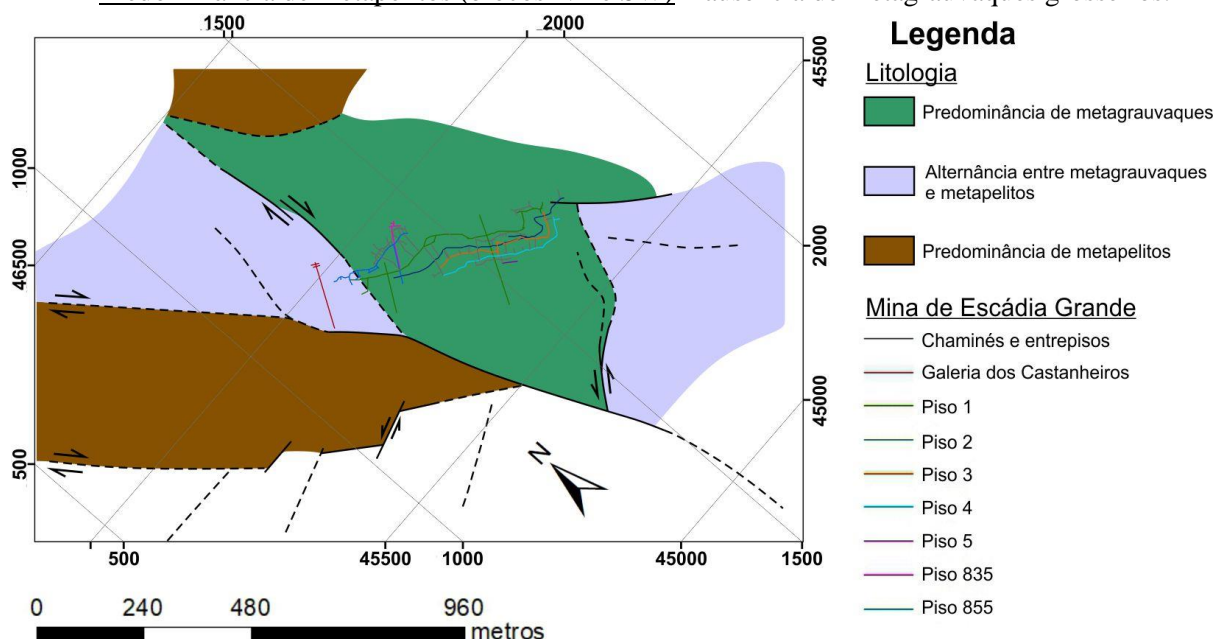 1500
2000
Legenda
Litologia
Predominância de metagrauvaques
Alternância entre metagrauvaques
e metapelitos
Predominância de metapelitos
Mina de Escádia Grande
Chaminés e entrepisos
Galeria dos Castanheiros
Piso 1
Piso 2
Piso 3
Piso 4
Piso 5
Piso 835
Piso 855
45500
2000
45000
1000
46500
500
N
500
45500
1000
45000
1500
0
240
480
960
metros